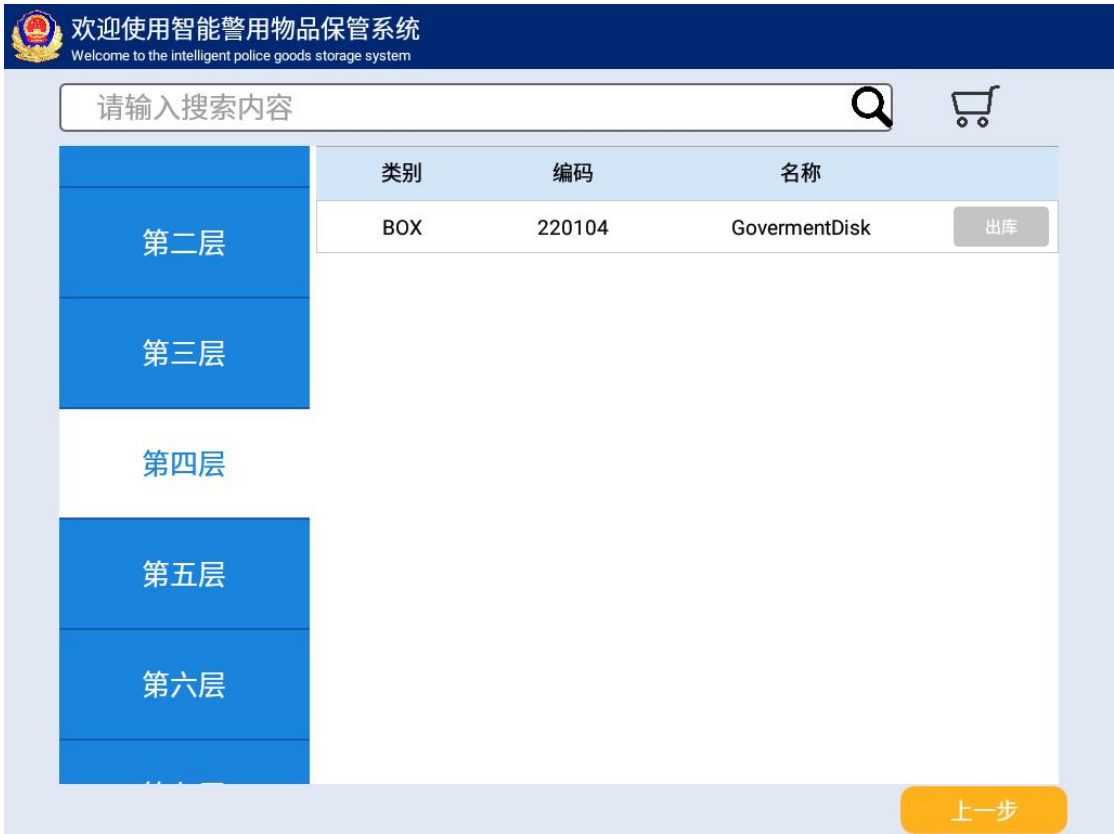 欢迎使用智能警用物品保管系统
Welcome to the intelligent police goods storage system
请输入搜索内容
类别 编码 名称
BOX 220104 GovermentDisk 出库
第二层
第三层
第四层
第五层
第六层
上一步